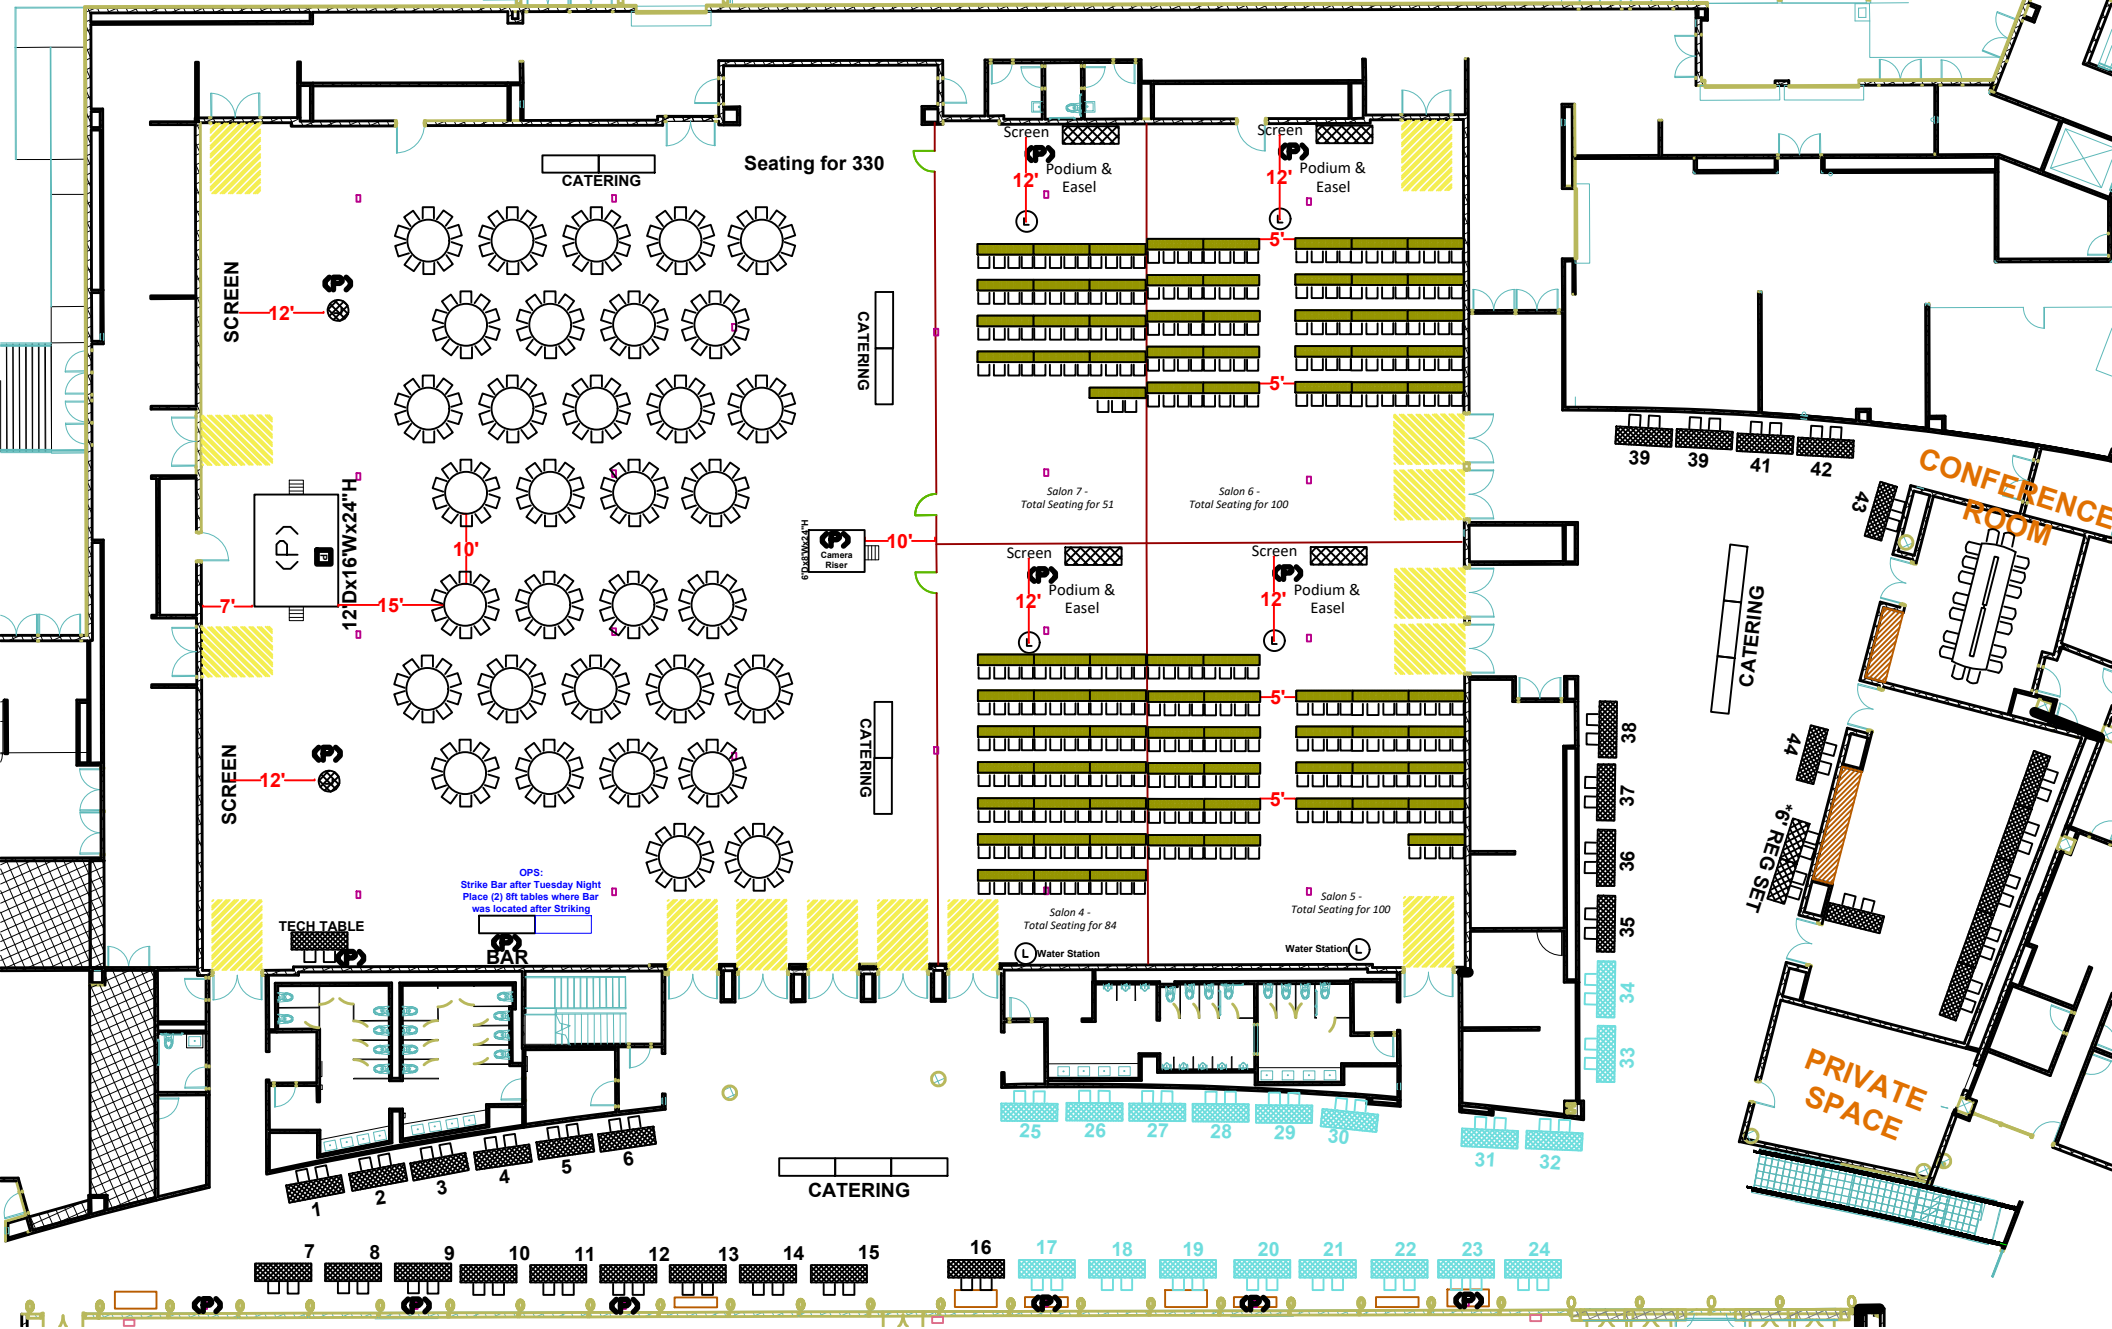 Seating for 330
CATERING
SCREEN
12'
(P)
CATERING
7'
(P)
P
12'Dx16'Wx24"H
15'
10'
6'Dx8'Wx24"H
(P)
Camera
Riser
10'
SCREEN
12'
(P)
CATERING
OPS:
Strike Bar after Tuesday Night
Place (2) 8ft tables where Bar
was located after Striking
TECH TABLE
(P)
(P)
BAR
Screen
(P)
12'
Podium &
Easel
L
Salon 7 -
Total Seating for 51
Screen
(P)
12'
Podium &
Easel
L
5'
5'
Salon 6 -
Total Seating for 100
Screen
(P)
12'
Podium &
Easel
L
Salon 4 -
Total Seating for 84
L
Water Station
Screen
(P)
12'
Podium &
Easel
L
5'
5'
Salon 5 -
Total Seating for 100
Water Station
L
39
39
41
42
43
CONFERENCE
ROOM
CATERING
44
*6' REG SET
38
37
36
35
34
33
PRIVATE
SPACE
1
2
3
4
5
6
25
26
27
28
29
30
31
32
CATERING
7
8
9
10
11
12
13
14
15
16
17
18
19
20
21
22
23
24
(P)
(P)
(P)
(P)
(P)
(P)